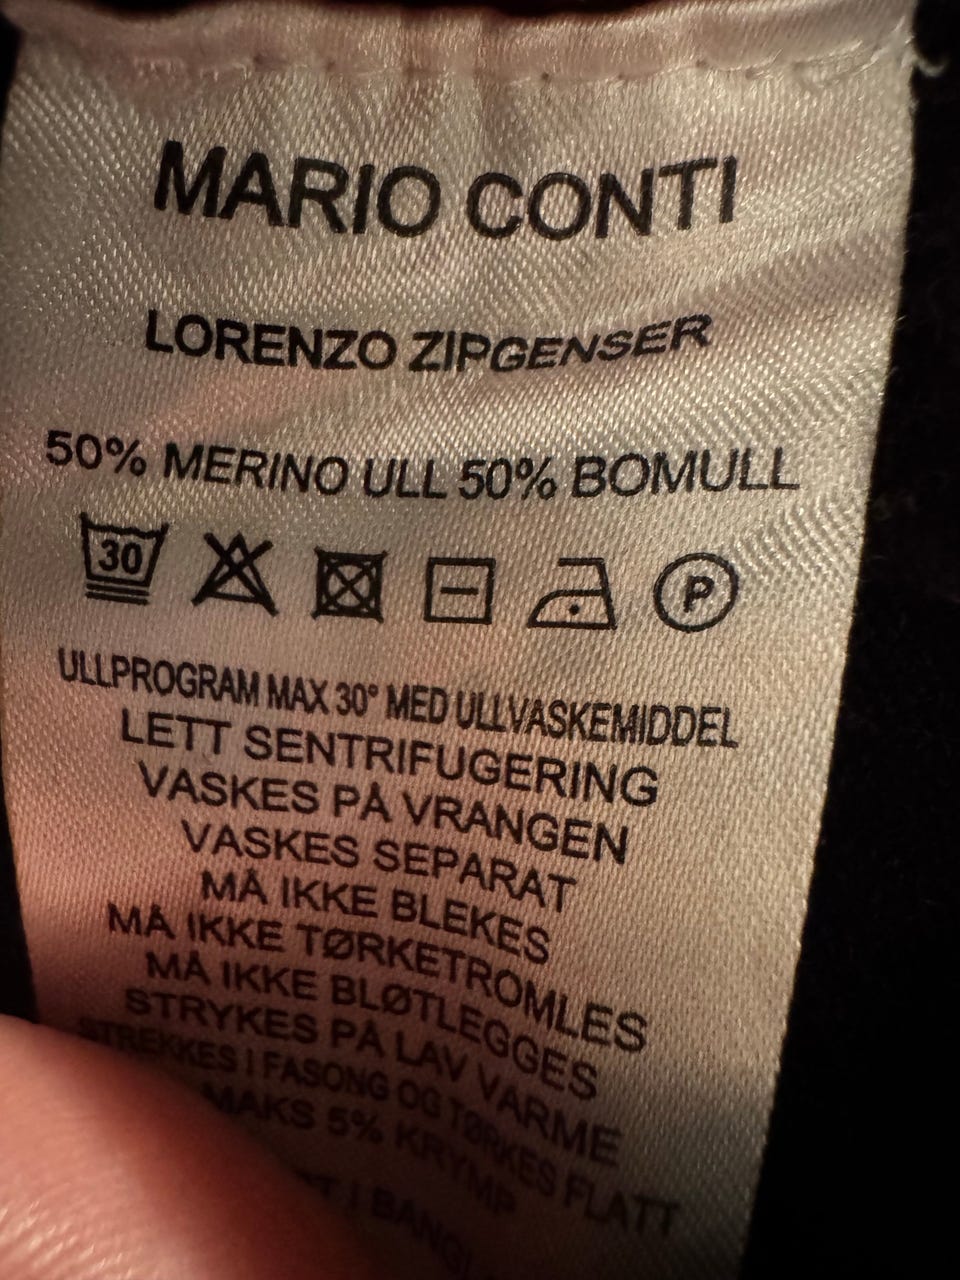 MARIO CONTI
LORENZO ZIPGENSER
50% MERINO ULL 50% BOMULL
30 P
ULLPROGRAM MAX 30° MED ULLVASKEMIDDEL
LETT SENTRIFUGERING
VASKES PÅ VRANGEN
VASKES SEPARAT
MÅ IKKE BLEKES
MÅ IKKE TØRKETROMLES
MÅ IKKE BLØTLEGGES
STRYKES PÅ LAV VARME
STREKKES I FASONG OG TØRKES FLATT
MAKS 5% KRYMP
I